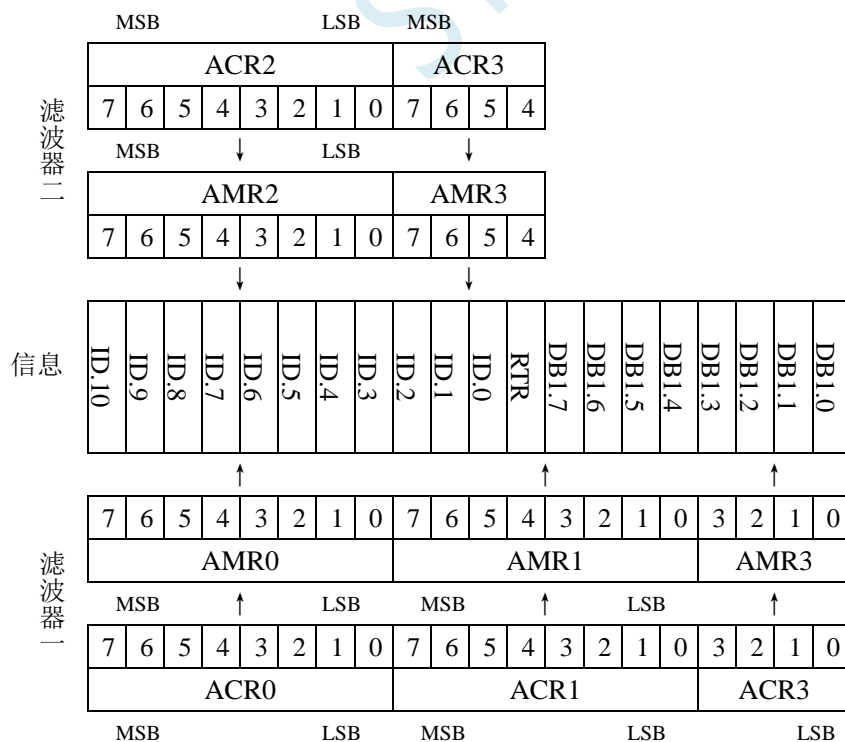 MSB LSB MSB
ACR2 ACR3
7 6 5 4 3 2 1 0 7 6 5 4
滤波器二
MSB LSB
AMR2 AMR3
7 6 5 4 3 2 1 0 7 6 5 4
信息
ID.10 ID.9 ID.8 ID.7 ID.6 ID.5 ID.4 ID.3 ID.2 ID.1 ID.0 RTR DB1.7 DB1.6 DB1.5 DB1.4 DB1.3 DB1.2 DB1.1 DB1.0
7 6 5 4 3 2 1 0 7 6 5 4 3 2 1 0 3 2 1 0
AMR0 AMR1 AMR3
滤波器一
MSB LSB MSB LSB
7 6 5 4 3 2 1 0 7 6 5 4 3 2 1 0 3 2 1 0
ACR0 ACR1 ACR3
MSB LSB MSB LSB LSB